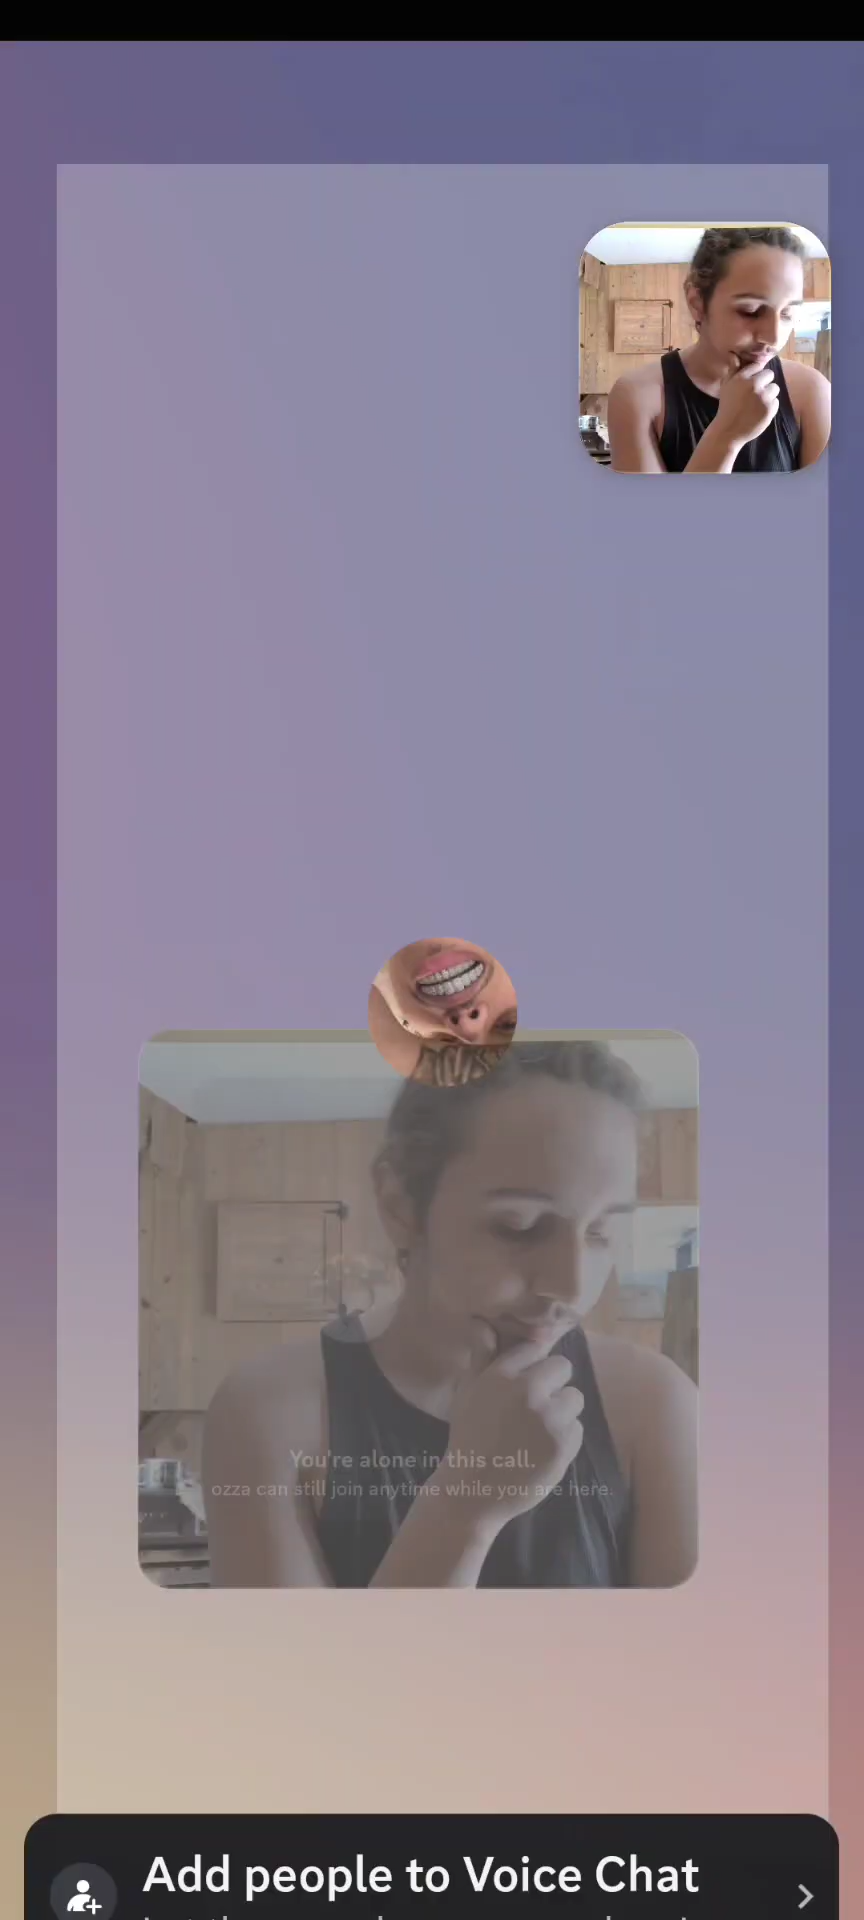 You're alone in this call.
ozza can still join anytime while you are here.
Add people to Voice Chat